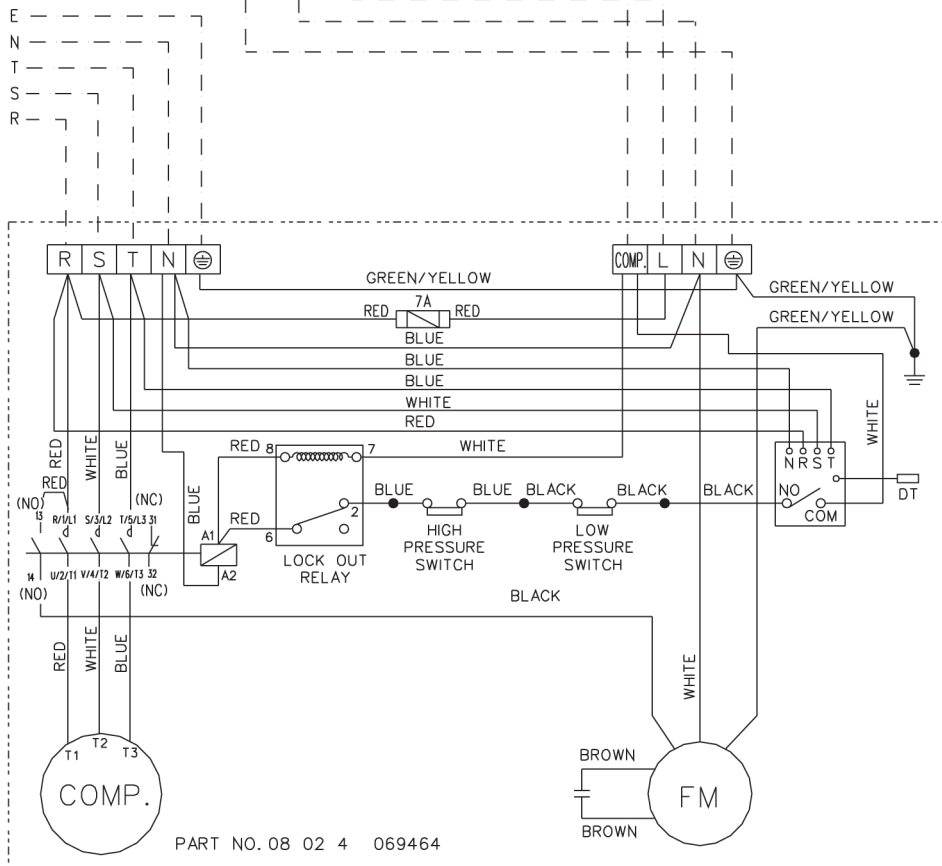 E
N
T
S
R
R S T N
COMP. L N
GREEN/YELLOW
GREEN/YELLOW
GREEN/YELLOW
7A
RED RED
BLUE
BLUE
BLUE
WHITE
RED
RED
WHITE
BLUE
WHITE
N R S T
RED 8 7 WHITE
RED
(NO)
13
R/1/L1 S/3/L2 T/5/L3 31
(NC)
BLUE
RED
6
2
BLUE BLUE BLACK BLACK BLACK
NO
COM
DT
A1
A2
LOCK OUT
RELAY
HIGH
PRESSURE
SWITCH
LOW
PRESSURE
SWITCH
14
(NO)
U/2/T1 V/4/T2 W/6/T3 32
(NC)
BLACK
RED
WHITE
BLUE
WHITE
T1 T2 T3
COMP.
BROWN
BROWN
FM
PART NO. 08 02 4 069464